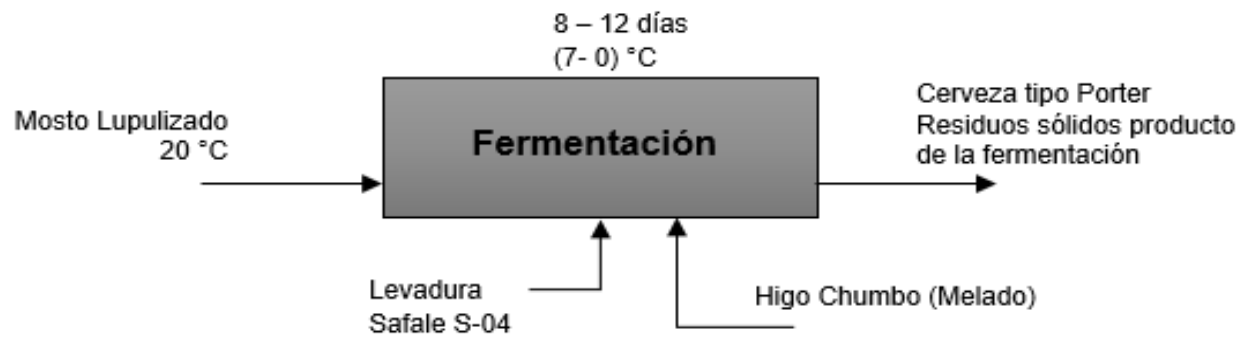 8 – 12 días
(7- 0) °C
Mosto Lupulizado
20 °C
Fermentación
Cerveza tipo Porter
Residuos sólidos producto
de la fermentación
Levadura
Safale S-04
Higo Chumbo (Melado)